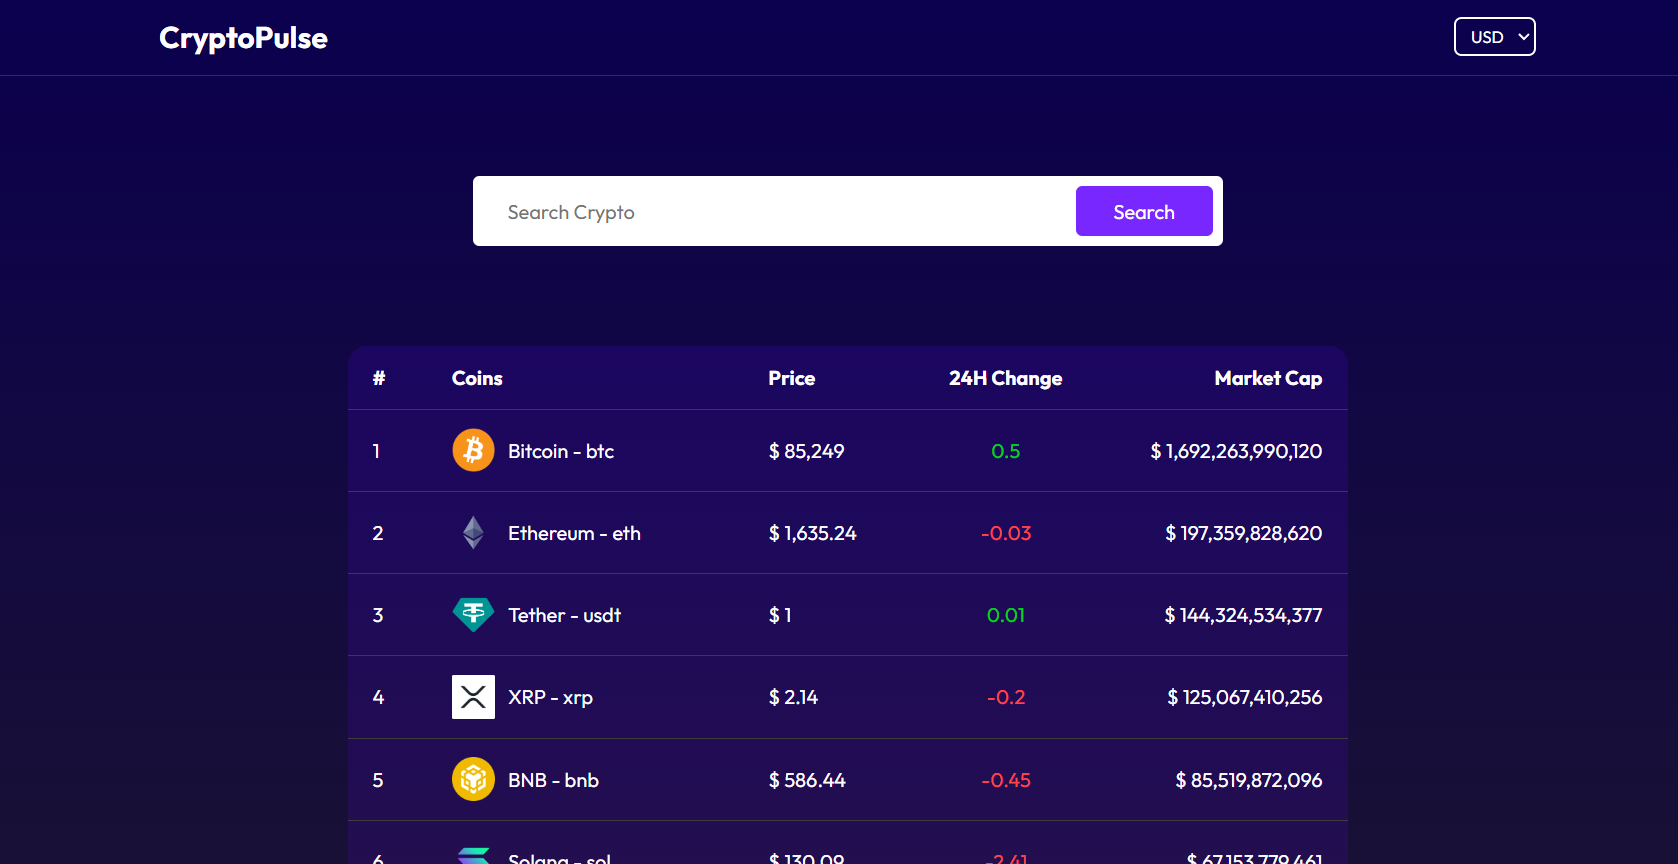 CryptoPulse USD
Search Crypto Search
# Coins Price 24H Change Market Cap
1 Bitcoin - btc $ 85,249 0.5 $ 1,692,263,990,120
2 Ethereum - eth $ 1,635.24 -0.03 $ 197,359,828,620
3 Tether - usdt $ 1 0.01 $ 144,324,534,377
4 XRP - xrp $ 2.14 -0.2 $ 125,067,410,256
5 BNB - bnb $ 586.44 -0.45 $ 85,519,872,096
6 Solana - sol $ 130.09 -2.41 $ 67,153,779,461